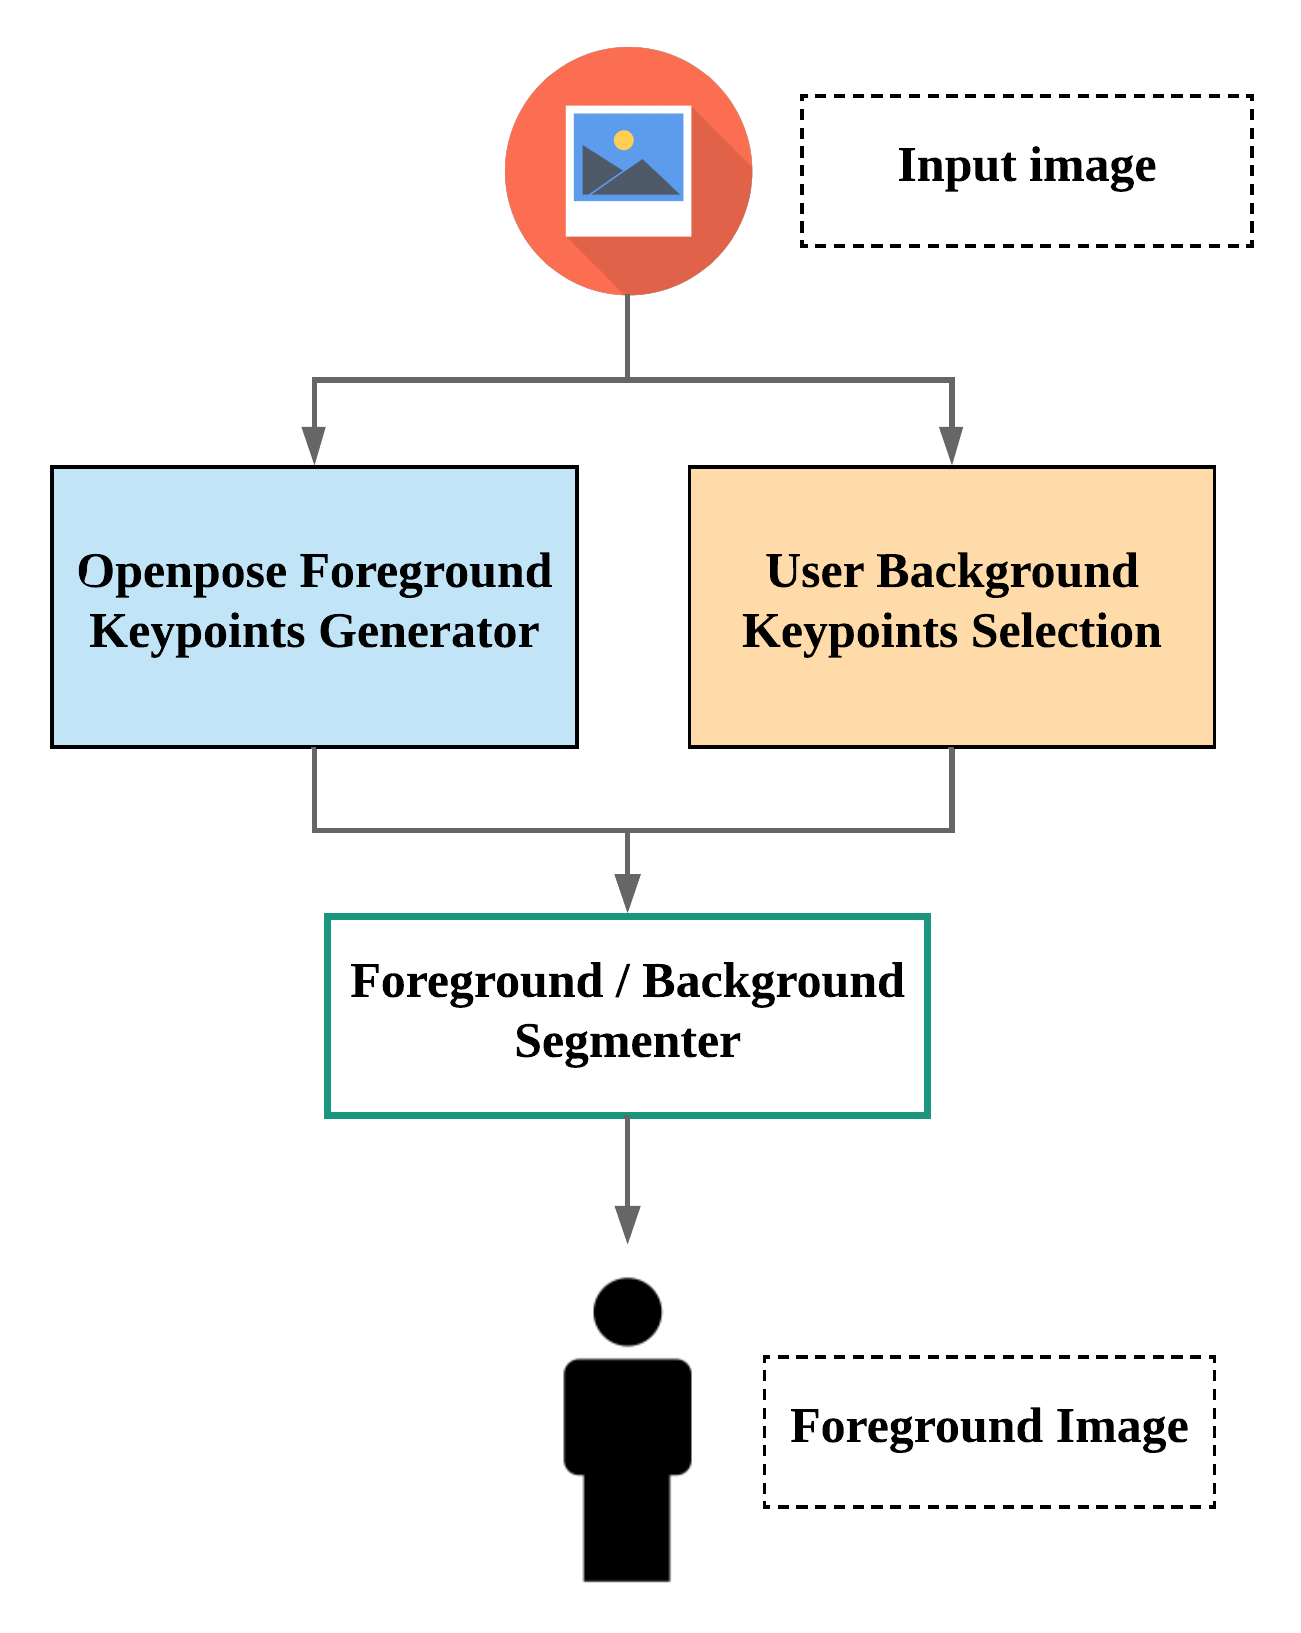 Input image
Openpose Foreground
Keypoints Generator
User Background
Keypoints Selection
Foreground / Background
Segmenter
Foreground Image